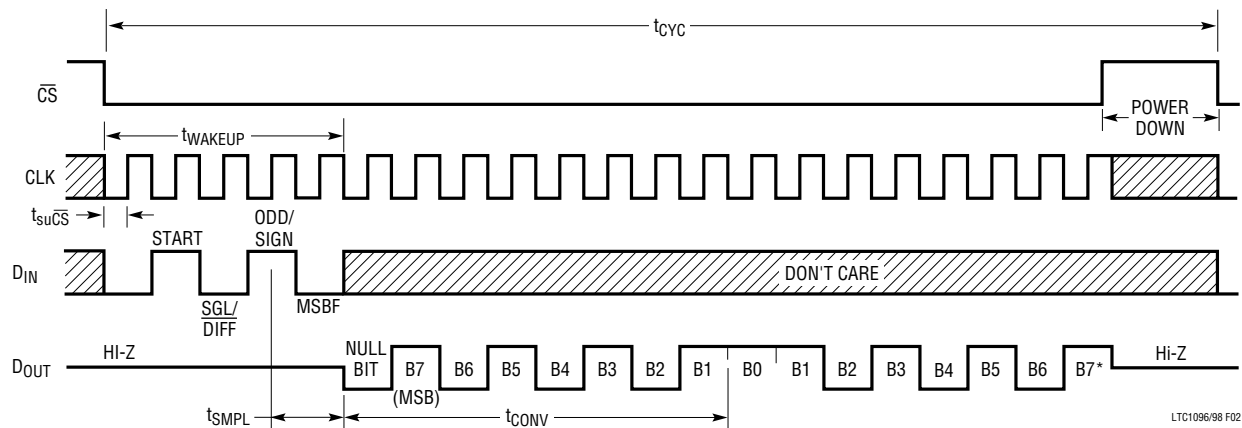 tCYC
CS
POWER
DOWN
tWAKEUP
CLK
tsuCS
START
ODD/
SIGN
DIN
DON'T CARE
SGL/
DIFF
MSBF
HI-Z
NULL
BIT
B7
(MSB)
B6
B5
B4
B3
B2
B1
B0
B1
B2
B3
B4
B5
B6
B7*
Hi-Z
DOUT
tSMPL
tCONV
LTC1096/98 F02